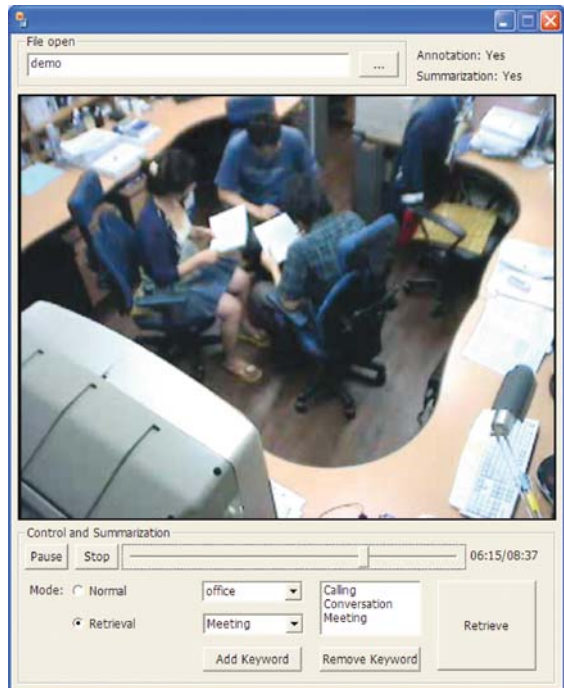 File open
demo
...
Annotation: Yes
Summarization: Yes
Control and Summarization
Pause Stop 06:15/08:37
Mode: Normal office Calling
Conversation
Meeting
Retrieval Meeting Retrieve
Add Keyword Remove Keyword